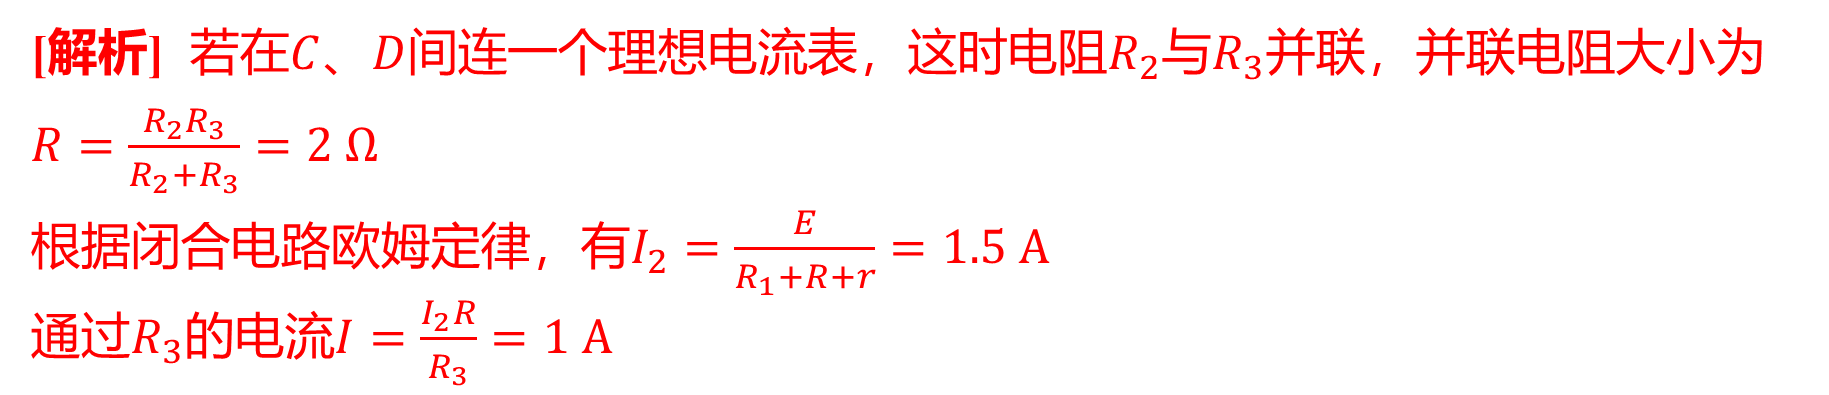 [解析] 若在C、D间连一个理想电流表，这时电阻R₂与R₃并联，并联电阻大小为
R = \frac{R₂R₃}{R₂+R₃} = 2 Ω
根据闭合电路欧姆定律，有I₂ = \frac{E}{R₁+R+r} = 1.5 A
通过R₃的电流I = \frac{I₂R}{R₃} = 1 A